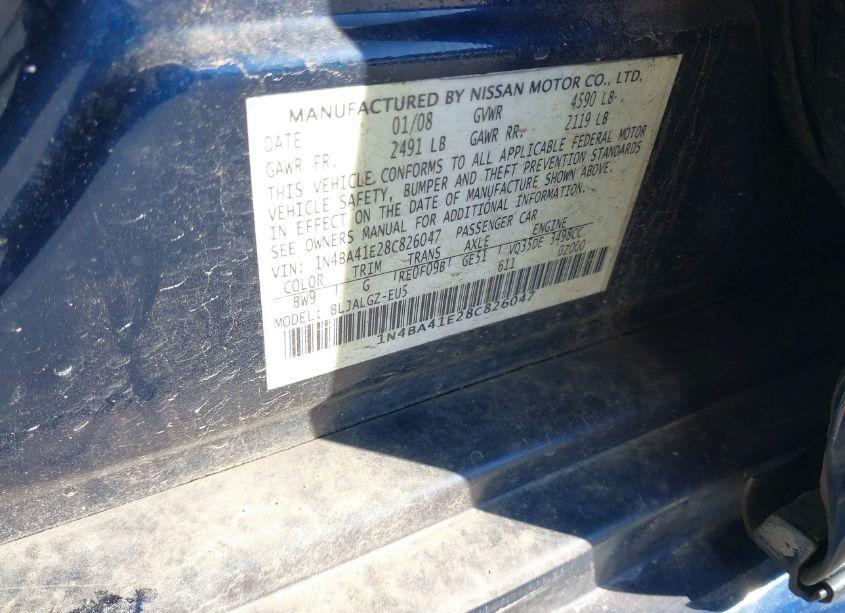 MANUFACTURED BY NISSAN MOTOR CO., LTD.
DATE 01/08 GVWR 4590 LB
GAWR FR. 2491 LB GAWR RR. 2119 LB
THIS VEHICLE CONFORMS TO ALL APPLICABLE FEDERAL MOTOR
VEHICLE SAFETY, BUMPER AND THEFT PREVENTION STANDARDS
IN EFFECT ON THE DATE OF MANUFACTURE SHOWN ABOVE.
SEE OWNERS MANUAL FOR ADDITIONAL INFORMATION.
VIN: 1N4BA41E28C826047 PASSENGER CAR
COLOR TRIM TRANS AXLE ENGINE
BW9 G RE0F09B GE51 VQ35DE 3498CC
MODEL: BLJALGZ-EU5 611 0Z000
1N4BA41E28C826047